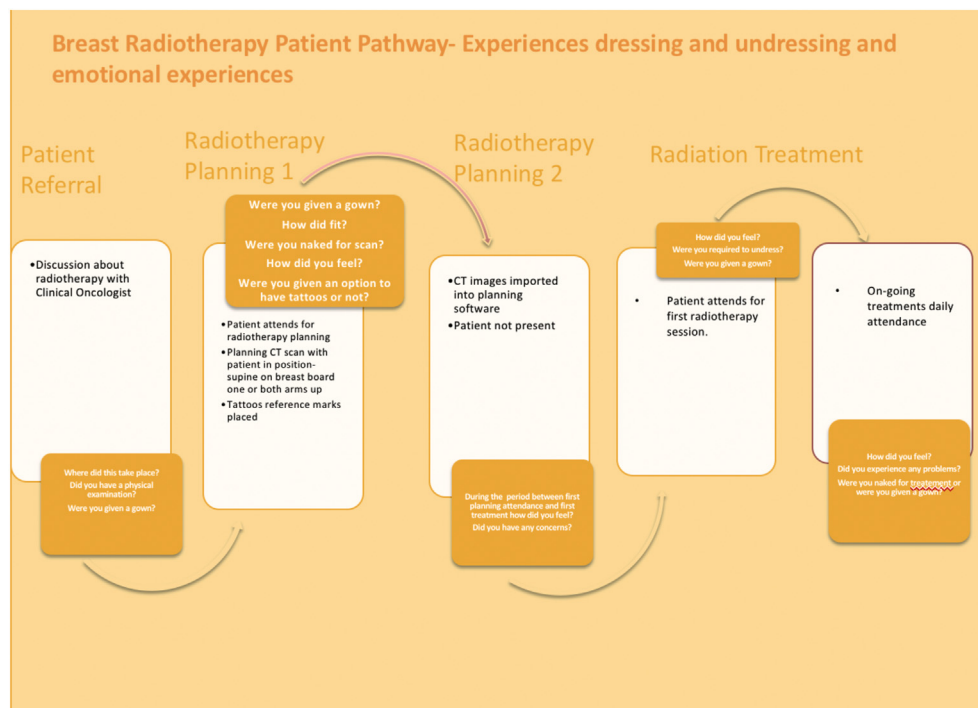 Breast Radiotherapy Patient Pathway- Experiences dressing and undressing and
emotional experiences
Patient
Referral
•Discussion about
radiotherapy with
Clinical Oncologist
Where did this take place?
Did you have a physical
examination?
Were you given a gown?
Radiotherapy
Planning 1
Were you given a gown?
How did fit?
Were you naked for scan?
How did you feel?
Were you given an option to
have tattoos or not?
•Patient attends for
radiotherapy planning
•Planning CT scan with
patient in position-
supine on breast board
one or both arms up
•Tattoos reference marks
placed
Radiotherapy
Planning 2
•CT images imported
into planning
software
•Patient not present
During the period between first
planning attendance and first
treatment how did you feel?
Did you have any concerns?
Radiation Treatment
How did you feel?
Were you required to undress?
Were you given a gown?
• Patient attends for
first radiotherapy
session.
• On-going
treatments daily
attendance
How did you feel?
Did you experience any problems?
Were you naked for treatement or
were you given a gown?